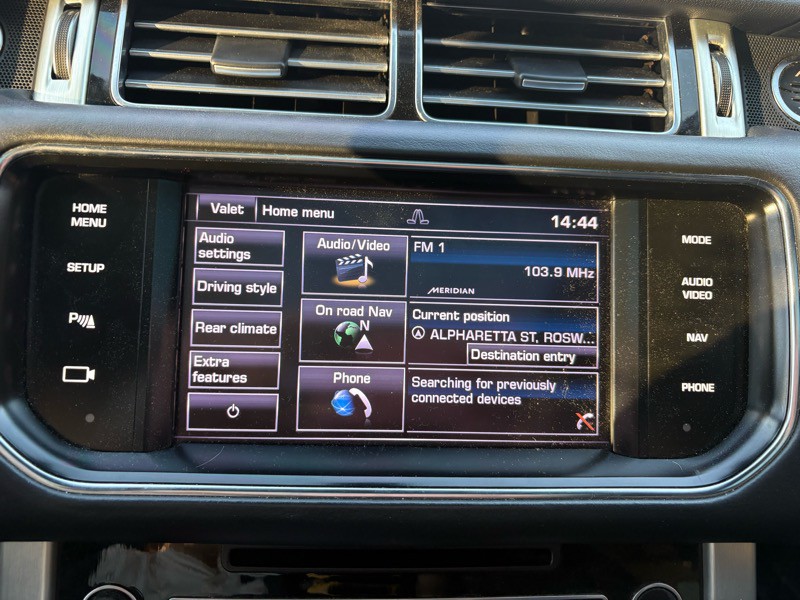 HOME
MENU
SETUP
P
Valet
Home menu
14:44
Audio
settings
Driving style
Rear climate
Extra
features
Audio/Video
On road Nav
N
Phone
FM 1
103.9 MHz
MERIDIAN
Current position
ALPHARETTA ST, ROSW...
Destination entry
Searching for previously
connected devices
MODE
AUDIO
VIDEO
NAV
PHONE